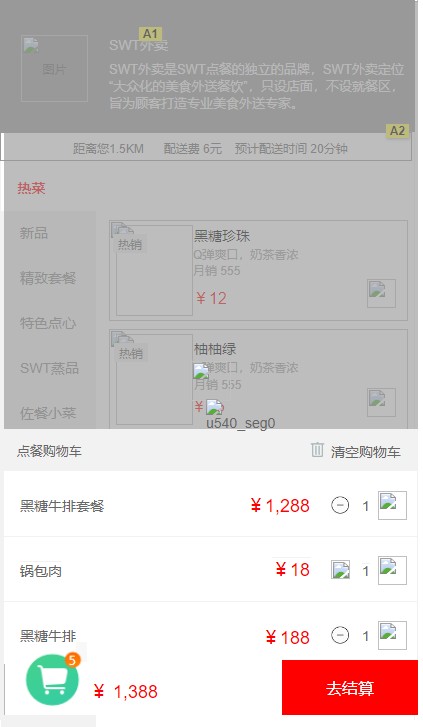 A1
SWT外卖
图片
SWT外卖是SWT点餐的独立的品牌，SWT外卖定位
“大众化的美食外送餐饮”，只设店面，不设就餐区，
旨为顾客打造专业美食外送专家。
A2
距离您1.5KM 配送费 6元 预计配送时间 20分钟
热菜
新品
精致套餐
特色点心
SWT蒸品
佐餐小菜
热销
黑糖珍珠
Q弹爽口，奶茶香浓
月销 555
￥12
热销
柚柚绿
弹爽口，奶茶香浓
月销 555
￥
u540_seg0
点餐购物车
清空购物车
黑糖牛排套餐 ￥1,288 1
锅包肉 ￥18 1
黑糖牛排 ￥188 1
5
￥ 1,388
去结算